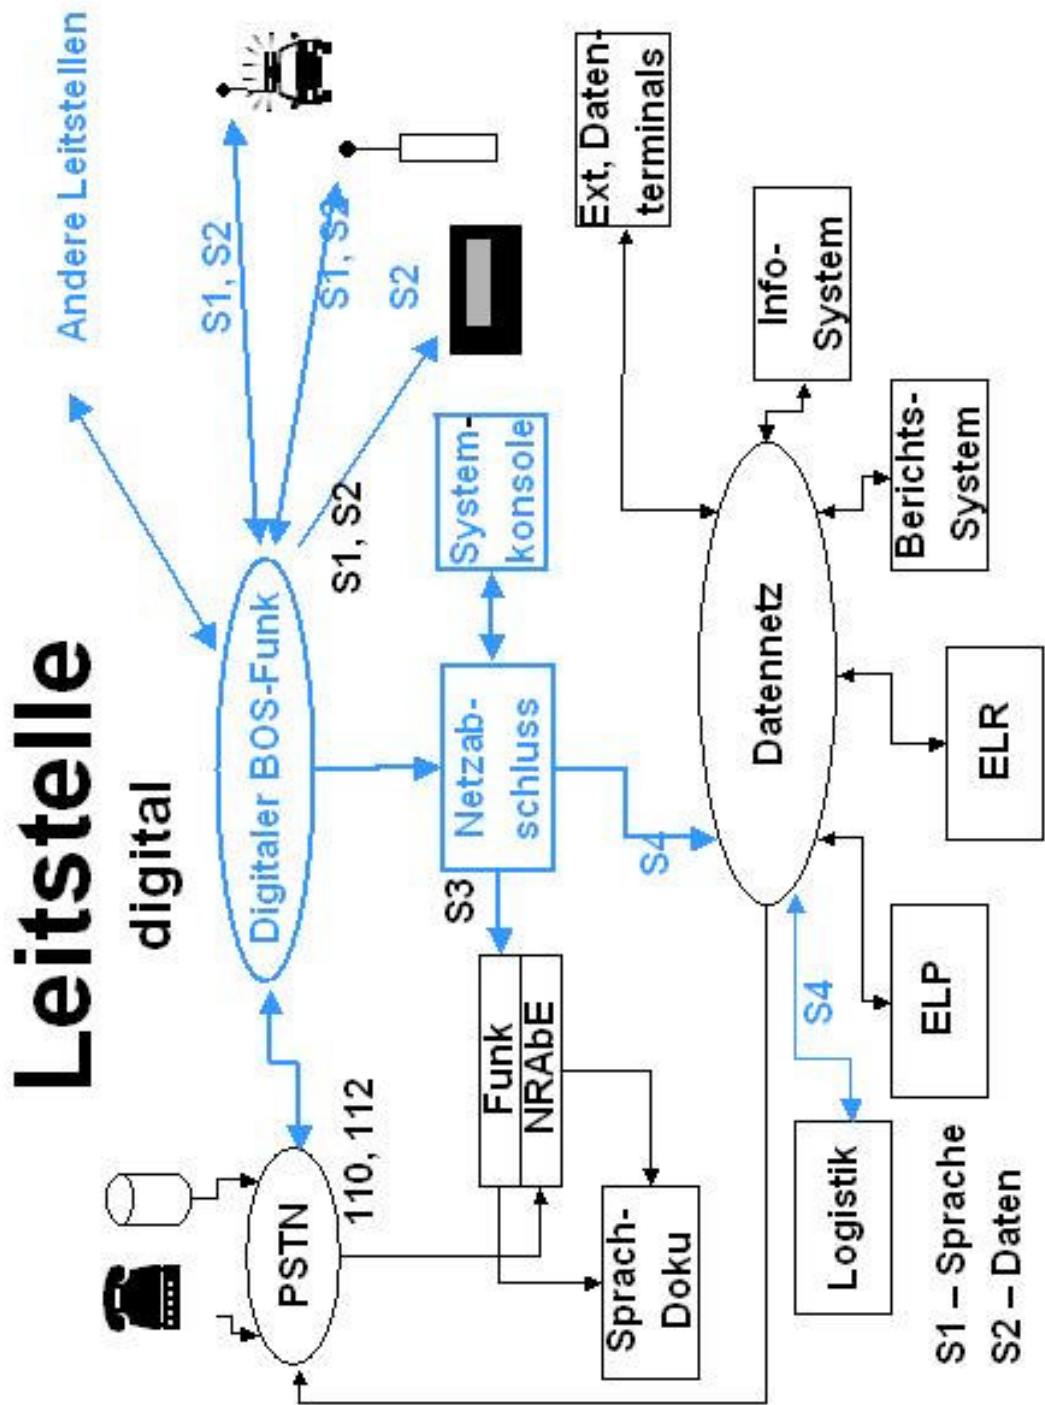 Leitstelle
digital
Andere Leitstellen
S1, S2
S1, S2
S2
Digitaler BOS-Funk
S1, S2
PSTN
110, 112
Netzab-
schluss
System-
konsole
S3
Funk
NRAbE
S4
Ext, Daten-
terminals
Sprach-
Doku
Datennetz
Info-
System
S4
Logistik
ELP
ELR
Berichts-
System
S1 – Sprache
S2 – Daten